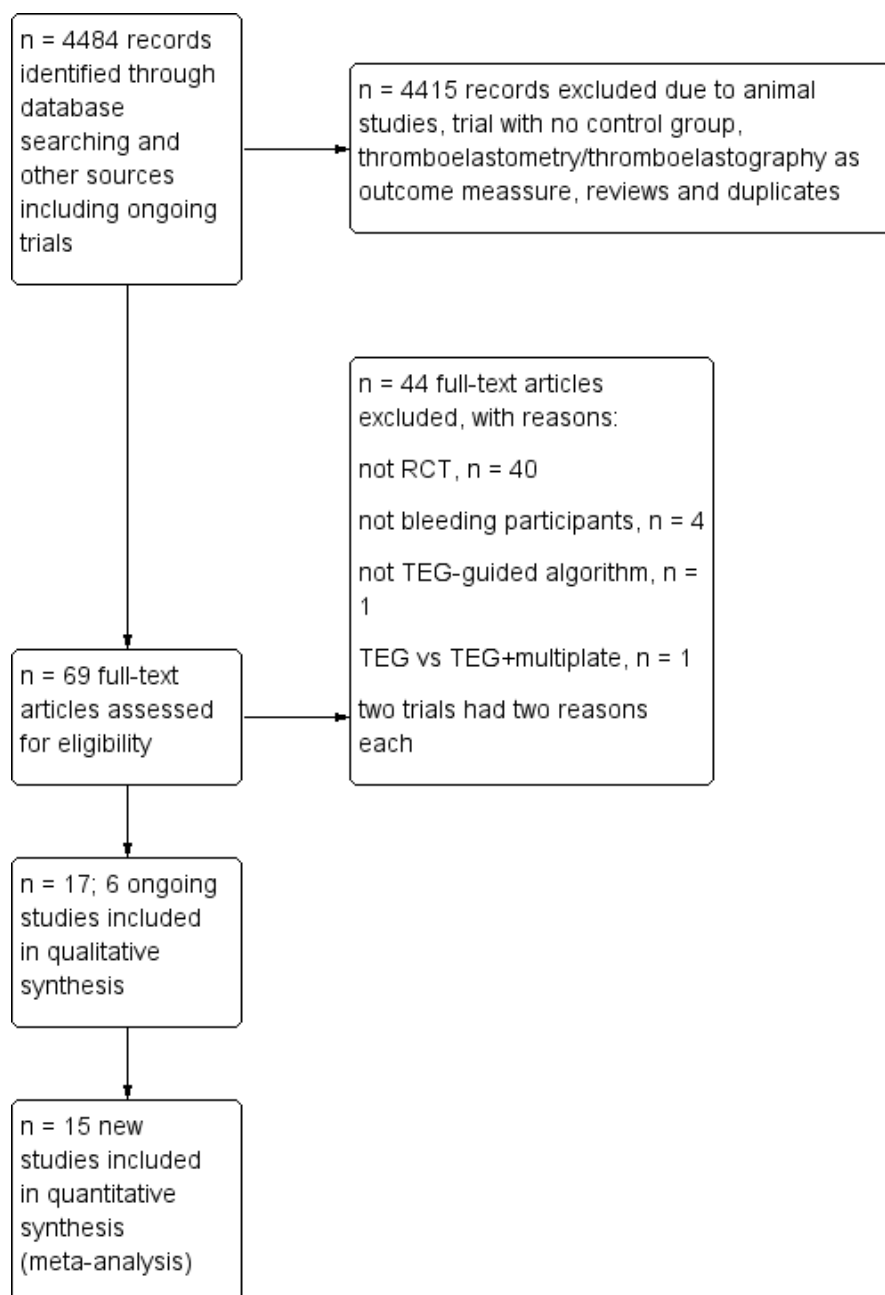 n = 4484 records
identified through
database
searching and
other sources
including ongoing
trials
n = 4415 records excluded due to animal
studies, trial with no control group,
thromboelastometry/thromboelastography as
outcome meassure, reviews and duplicates
n = 44 full-text articles
excluded, with reasons:
not RCT, n = 40
not bleeding participants, n = 4
not TEG-guided algorithm, n =
1
TEG vs TEG+multiplate, n = 1
two trials had two reasons
each
n = 69 full-text
articles assessed
for eligibility
n = 17; 6 ongoing
studies included
in qualitative
synthesis
n = 15 new
studies included
in quantitative
synthesis
(meta-analysis)